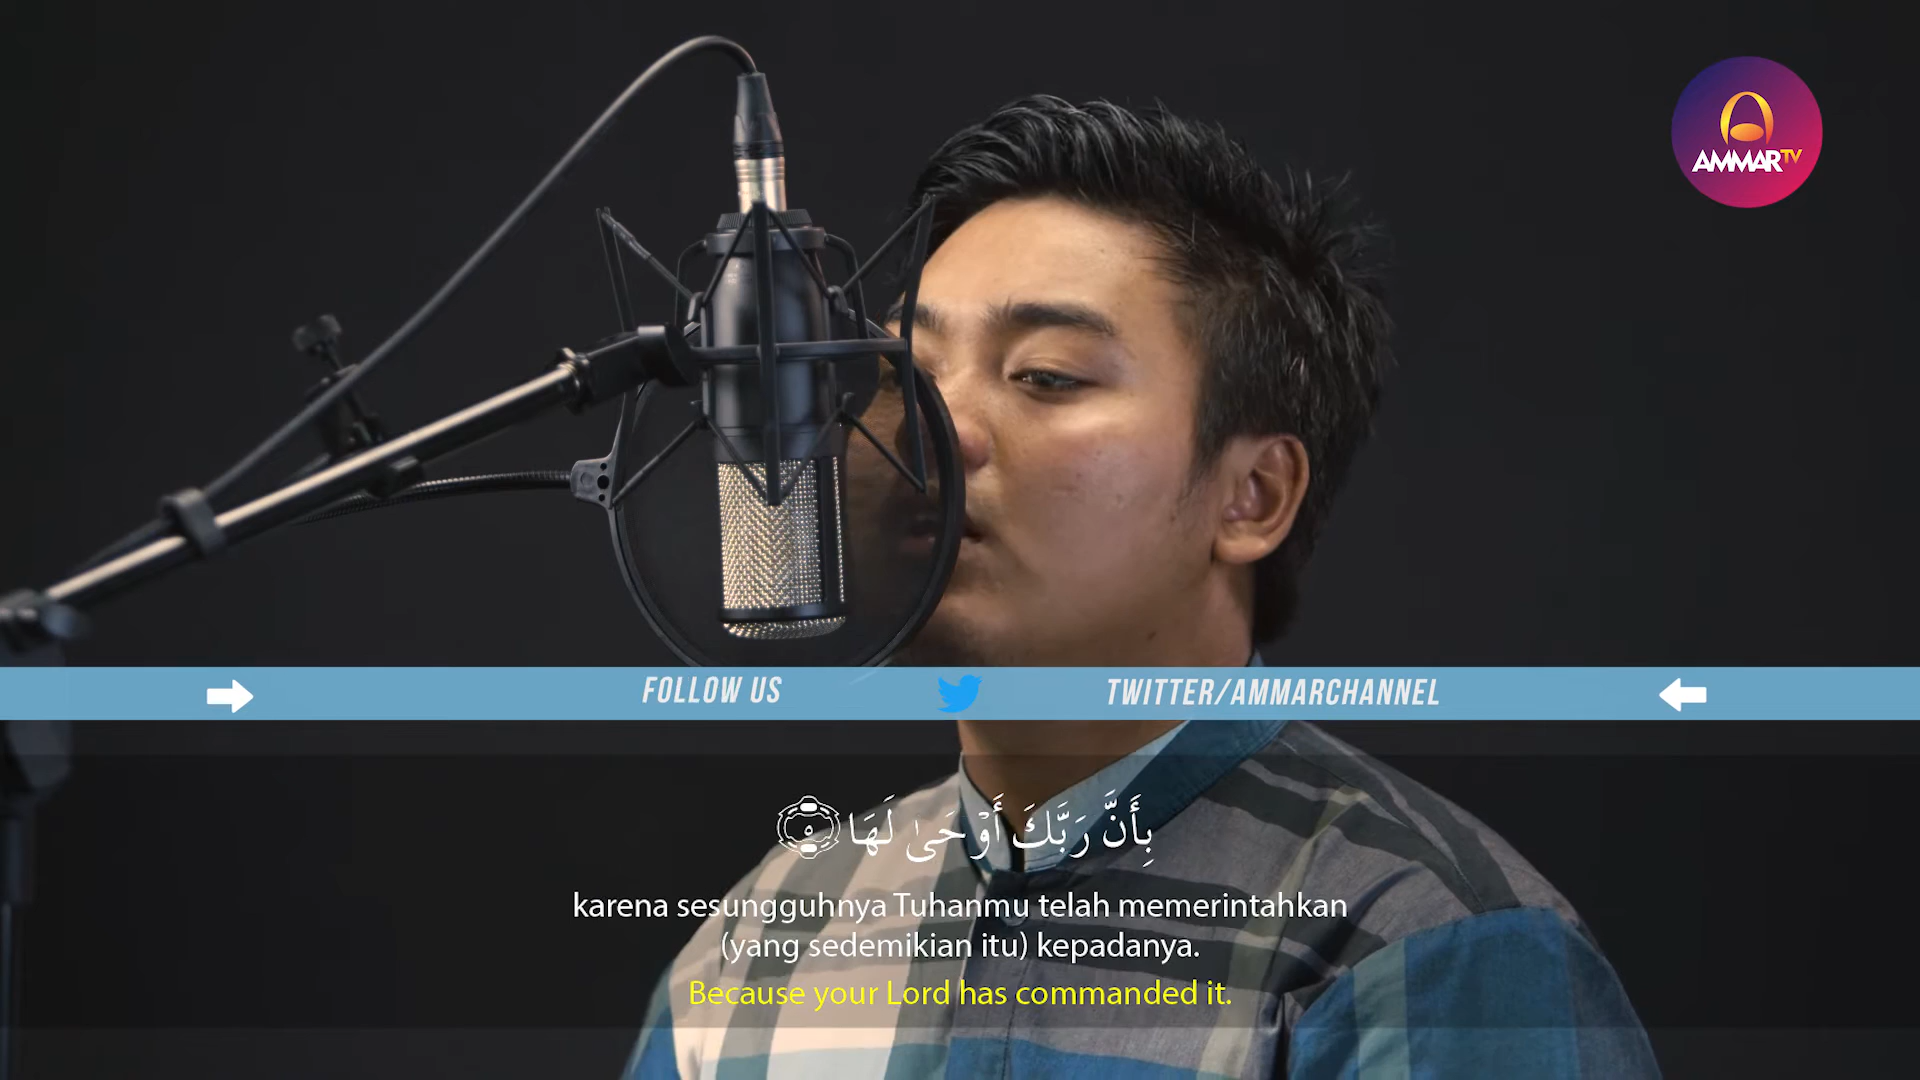 AMMARTV
FOLLOW US
TWITTER/AMMARCHANNEL
بِأَنَّ رَبَّكَ أَوْحَىٰ لَهَا ۝٥
karena sesungguhnya Tuhanmu telah memerintahkan
(yang sedemikian itu) kepadanya.
Because your Lord has commanded it.